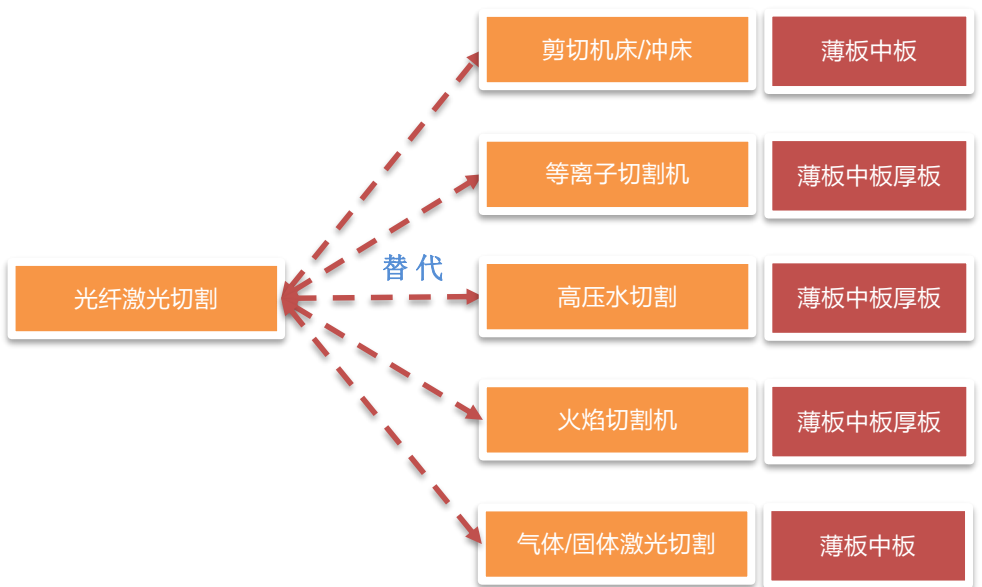 剪切机床/冲床
薄板中板
等离子切割机
薄板中板厚板
替代
光纤激光切割
高压水切割
薄板中板厚板
火焰切割机
薄板中板厚板
气体/固体激光切割
薄板中板